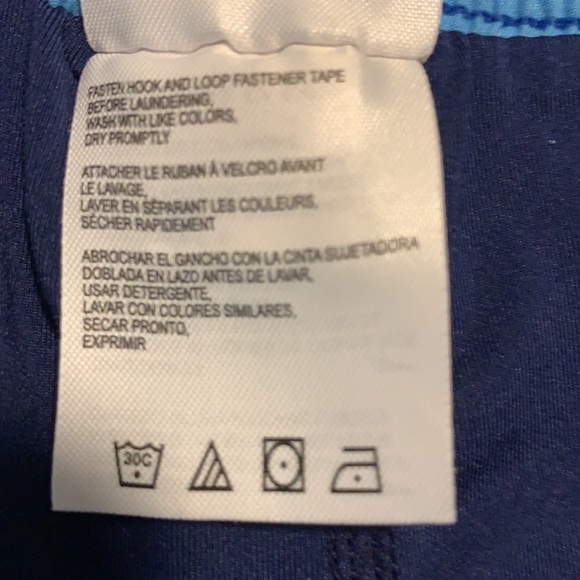 FASTEN HOOK AND LOOP FASTENER TAPE
BEFORE LAUNDERING,
WASH WITH LIKE COLORS,
DRY PROMPTLY
ATTACHER LE RUBAN À VELCRO AVANT
LE LAVAGE,
LAVER EN SÉPARANT LES COULEURS,
SÉCHER RAPIDEMENT
ABROCHAR EL GANCHO CON LA CINTA SUJETADORA
DOBLADA EN LAZO ANTES DE LAVAR,
USAR DETERGENTE,
LAVAR CON COLORES SIMILARES,
SECAR PRONTO,
EXPRIMIR
30C